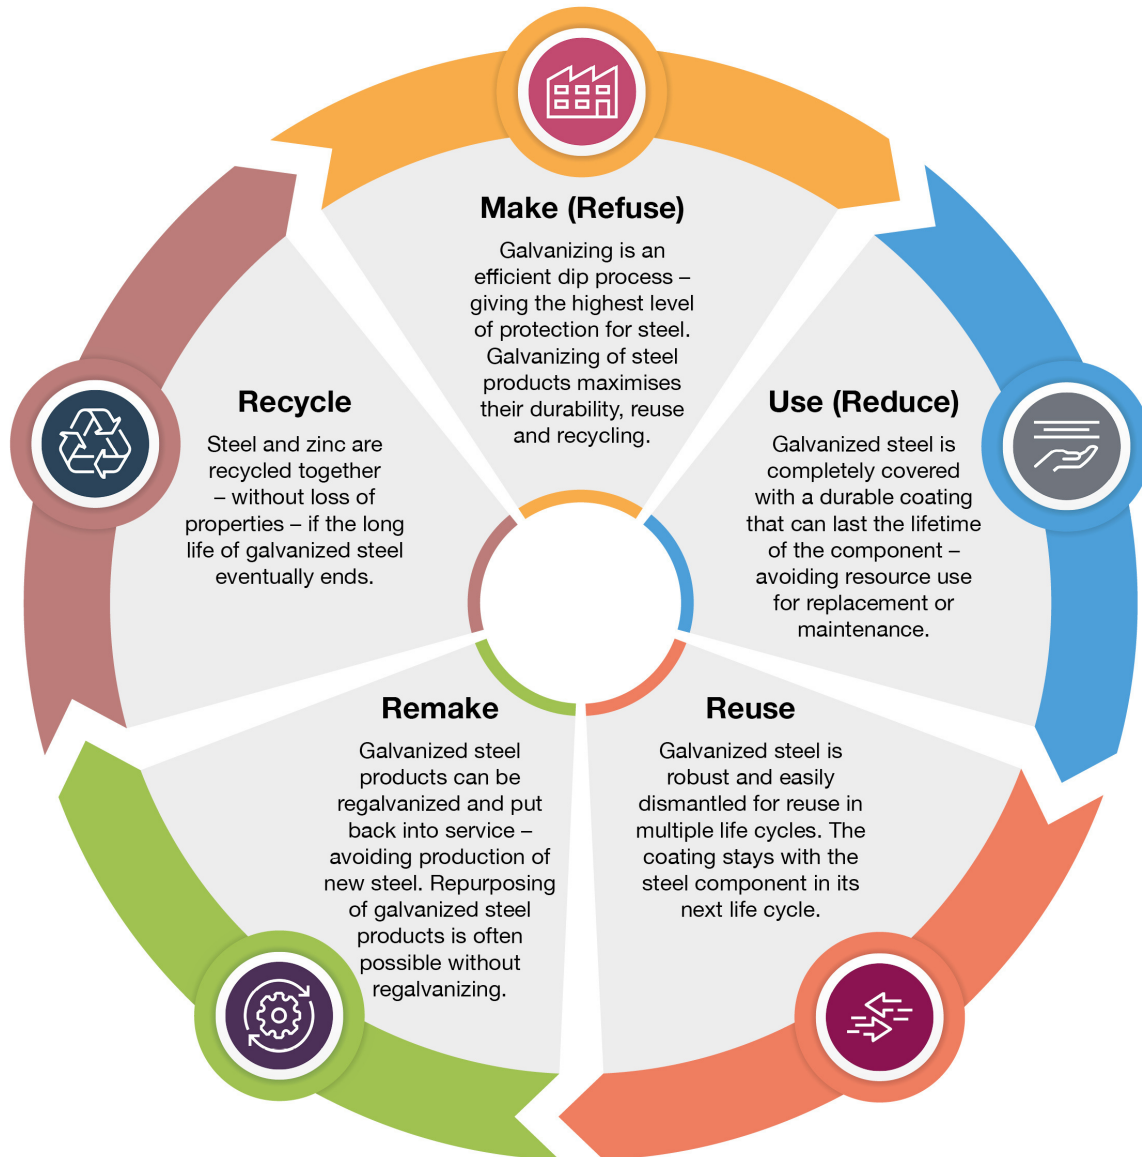 Make (Refuse)
Galvanizing is an
efficient dip process –
giving the highest level
of protection for steel.
Galvanizing of steel
products maximises
their durability, reuse
and recycling.
Use (Reduce)
Galvanized steel is
completely covered
with a durable coating
that can last the lifetime
of the component –
avoiding resource use
for replacement or
maintenance.
Reuse
Galvanized steel is
robust and easily
dismantled for reuse in
multiple life cycles. The
coating stays with the
steel component in its
next life cycle.
Remake
Galvanized steel
products can be
regalvanized and put
back into service –
avoiding production of
new steel. Repurposing
of galvanized steel
products is often
possible without
regalvanizing.
Recycle
Steel and zinc are
recycled together
– without loss of
properties – if the long
life of galvanized steel
eventually ends.